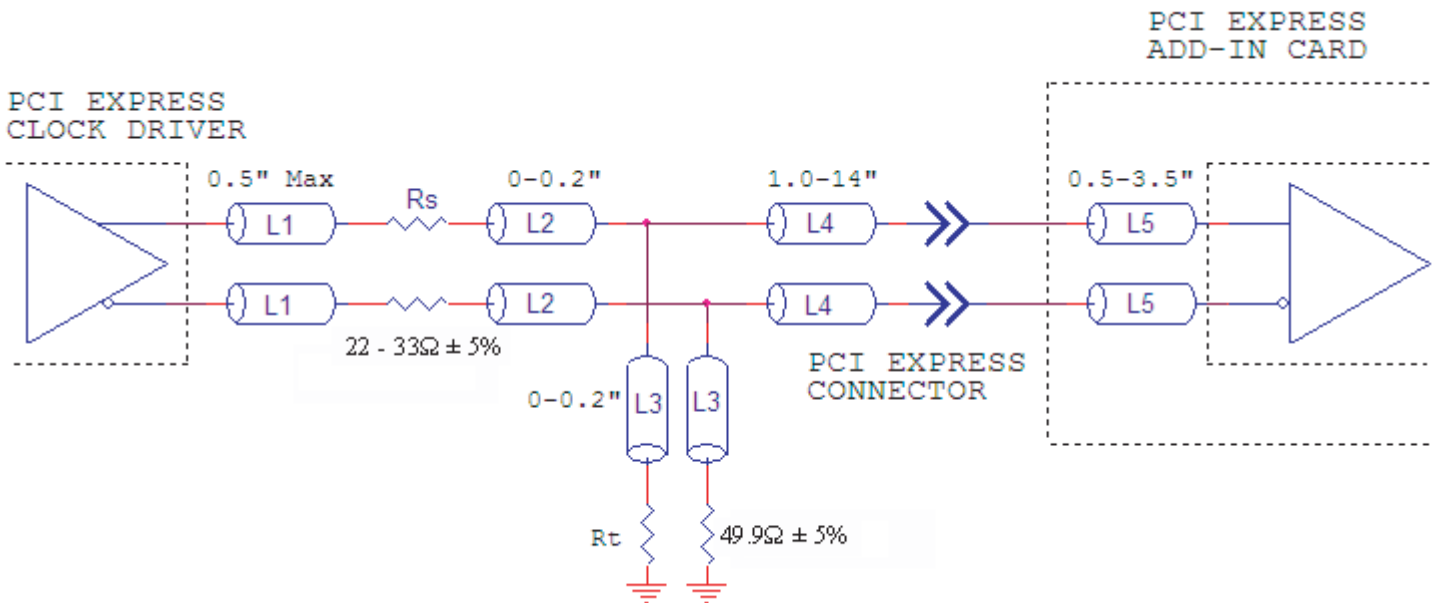 PCI EXPRESS
ADD-IN CARD
PCI EXPRESS
CLOCK DRIVER
0.5" Max
0-0.2"
1.0-14"
0.5-3.5"
Rs
L1
L2
L4
L5
L1
L2
L4
L5
22 - 33Ω ± 5%
PCI EXPRESS
CONNECTOR
0-0.2"
L3
L3
Rt
49.9Ω ± 5%